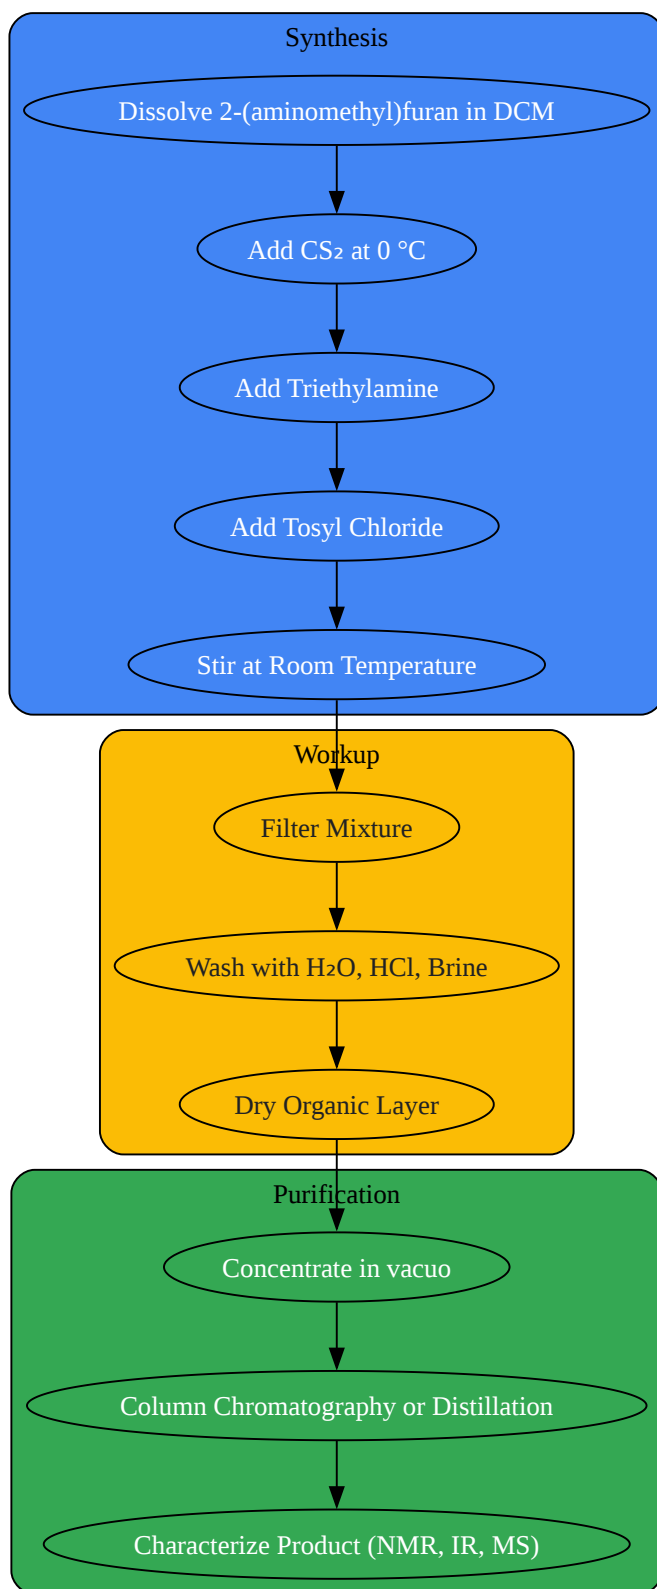 Synthesis
Dissolve 2-(aminomethyl)furan in DCM
Add CS₂ at 0 °C
Add Triethylamine
Add Tosyl Chloride
Stir at Room Temperature
Workup
Filter Mixture
Wash with H₂O, HCl, Brine
Dry Organic Layer
Purification
Concentrate in vacuo
Column Chromatography or Distillation
Characterize Product (NMR, IR, MS)